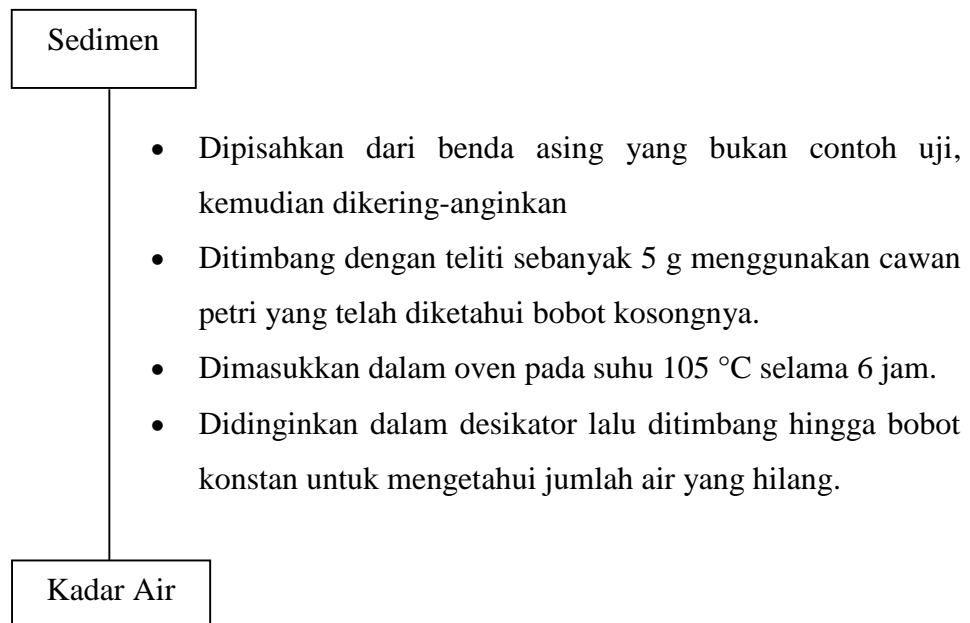 Sedimen
• Dipisahkan dari benda asing yang bukan contoh uji,
kemudian dikering-anginkan
• Ditimbang dengan teliti sebanyak 5 g menggunakan cawan
petri yang telah diketahui bobot kosongnya.
• Dimasukkan dalam oven pada suhu 105 °C selama 6 jam.
• Didinginkan dalam desikator lalu ditimbang hingga bobot
konstan untuk mengetahui jumlah air yang hilang.
Kadar Air